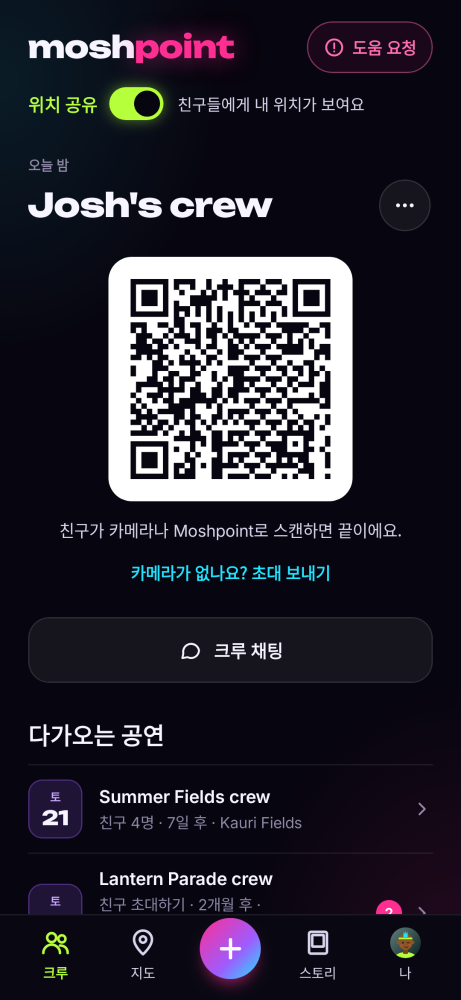 moshpoint
도움 요청
위치 공유
친구들에게 내 위치가 보여요
오늘 밤
Josh's crew
친구가 카메라나 Moshpoint로 스캔하면 끝이에요.
카메라가 없나요? 초대 보내기
크루 채팅
다가오는 공연
토
21
Summer Fields crew
친구 4명 · 7일 후 · Kauri Fields
토
Lantern Parade crew
친구 초대하기 · 2개월 후 ·
크루
지도
스토리
나